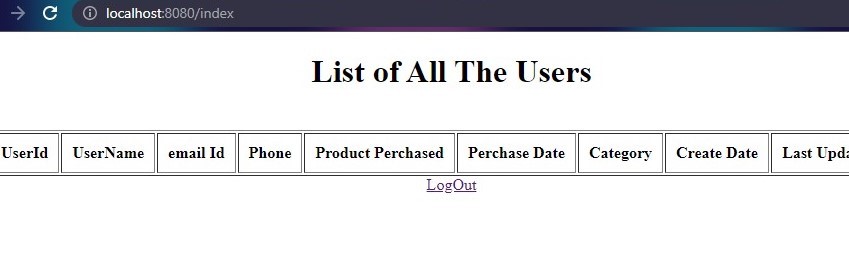 localhost:8080/index
List of All The Users
UserId UserName email Id Phone Product Perchased Perchase Date Category Create Date Last Upda
LogOut